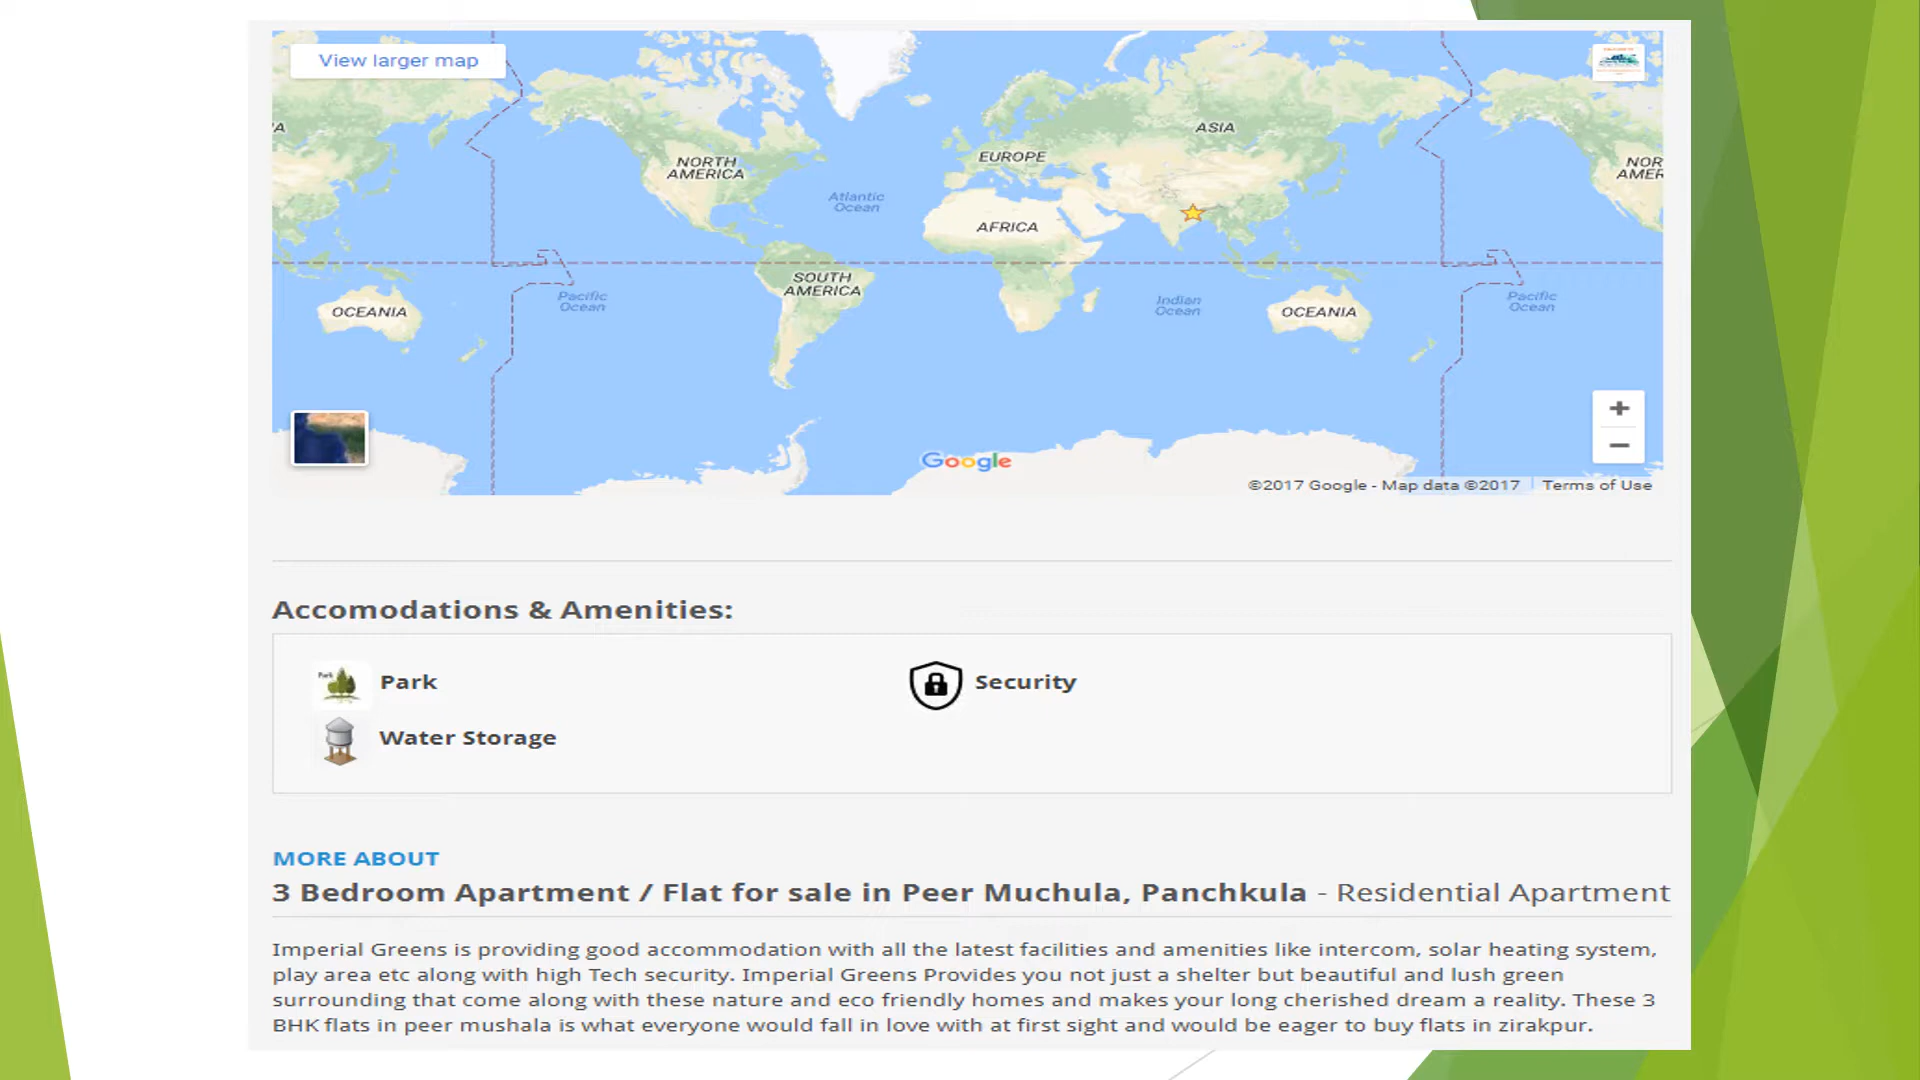 View larger map
A
NORTH
AMERICA
Atlantic
Ocean
EUROPE
ASIA
NOR
AMER
AFRICA
SOUTH
AMERICA
OCEANIA
Pacific
Ocean
Indian
Ocean
OCEANIA
Pacific
Ocean
Google
©2017 Google - Map data ©2017 Terms of Use
Accomodations & Amenities:
Park Park
Security
Water Storage
MORE ABOUT
3 Bedroom Apartment / Flat for sale in Peer Muchula, Panchkula - Residential Apartment
Imperial Greens is providing good accommodation with all the latest facilities and amenities like intercom, solar heating system,
play area etc along with high Tech security. Imperial Greens Provides you not just a shelter but beautiful and lush green
surrounding that come along with these nature and eco friendly homes and makes your long cherished dream a reality. These 3
BHK flats in peer mushala is what everyone would fall in love with at first sight and would be eager to buy flats in zirakpur.